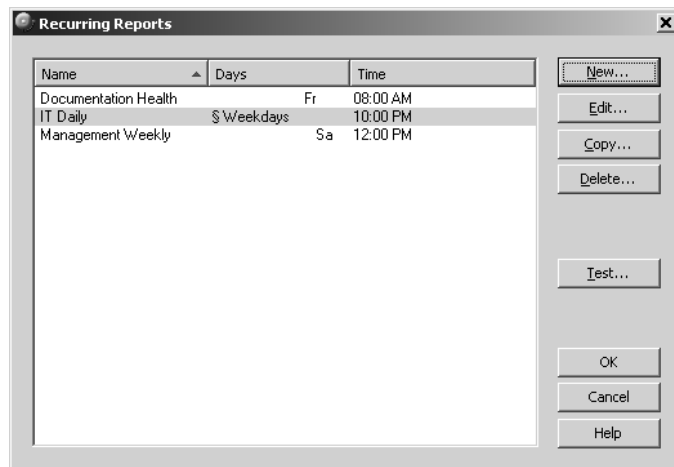 Recurring Reports
Name Days Time
Documentation Health Fr 08:00 AM
IT Daily § Weekdays 10:00 PM
Management Weekly Sa 12:00 PM
New...
Edit...
Copy...
Delete...
Test...
OK
Cancel
Help